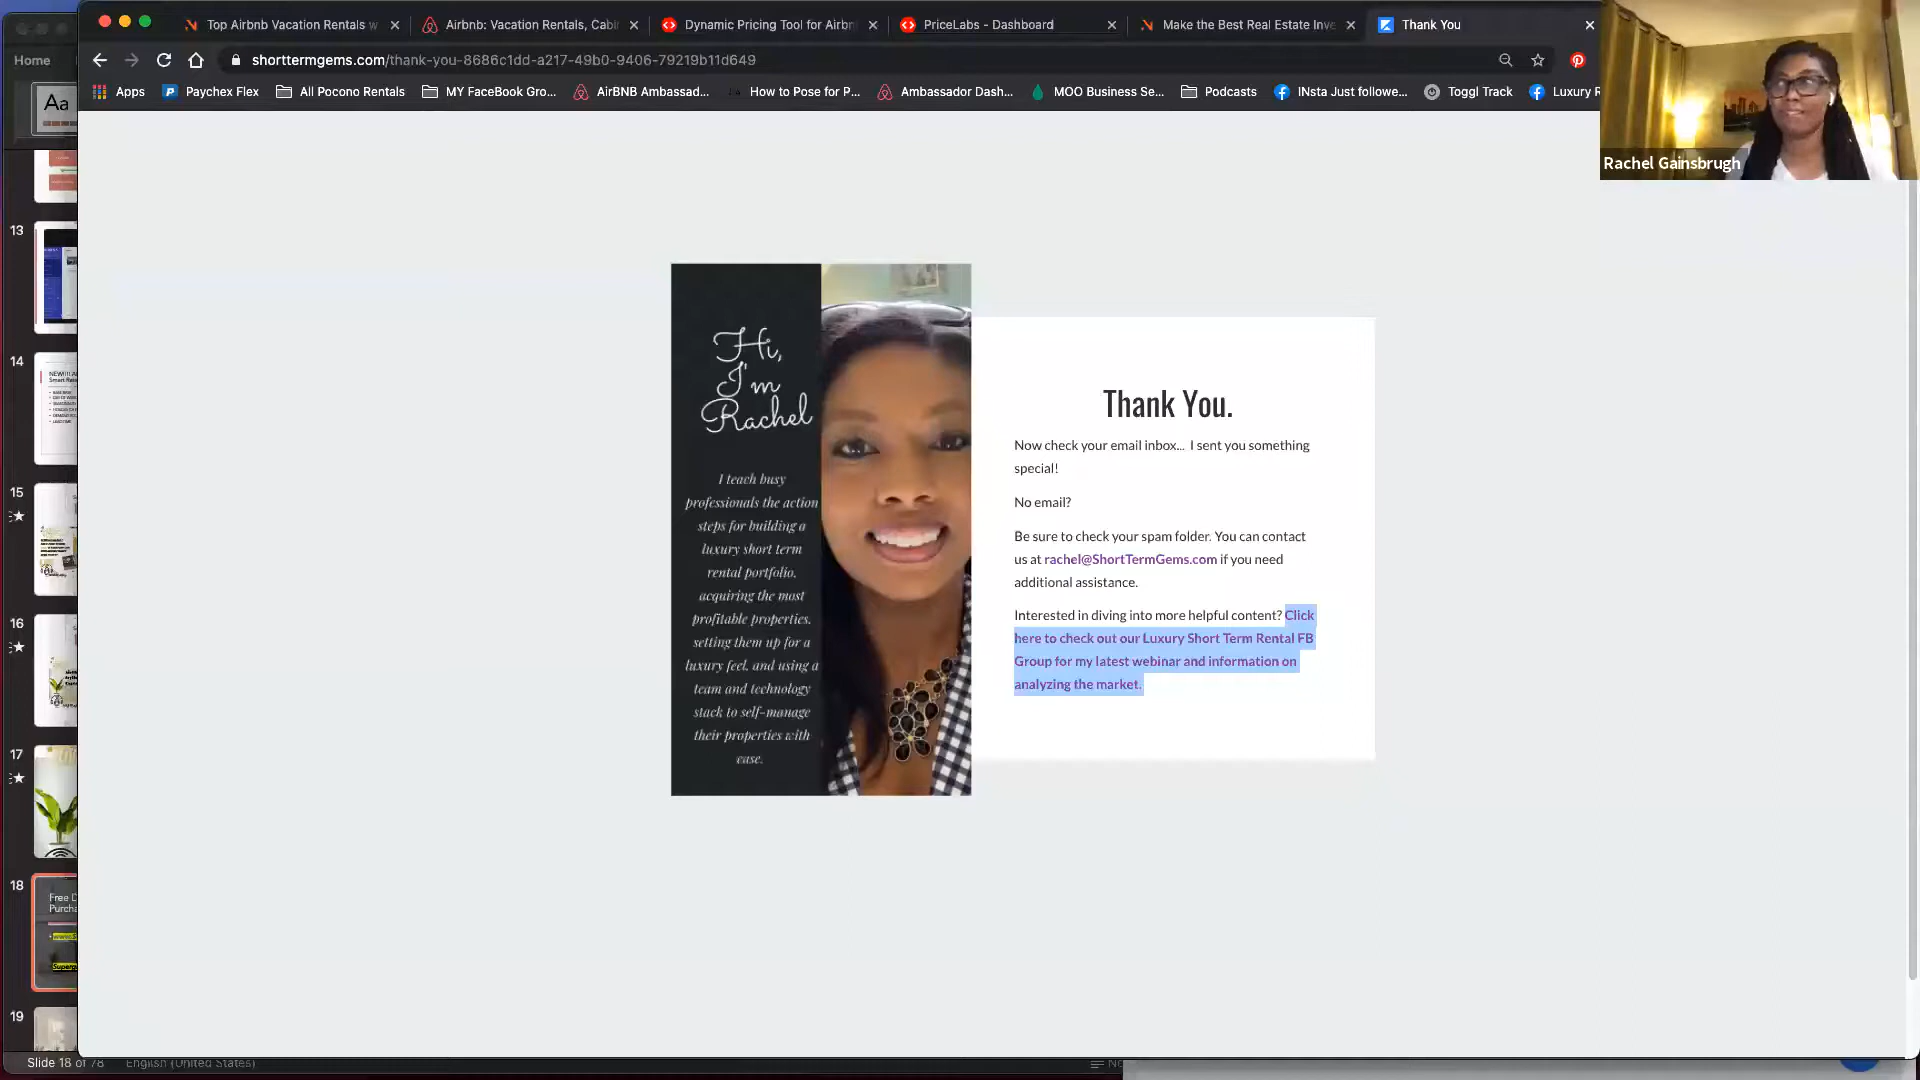 Top Airbnb Vacation Rentals w
Airbnb: Vacation Rentals, Cabi
Dynamic Pricing Tool for Airbn
PriceLabs - Dashboard
Make the Best Real Estate Inve
Thank You
Home
shorttermgems.com/thank-you-8686c1dd-a217-49b0-9406-79219b11d649
Apps
Paychex Flex
All Pocono Rentals
MY FaceBook Gro...
AirBNB Ambassad...
How to Pose for P...
Ambassador Dash...
MOO Business Se...
Podcasts
INsta Just followe...
Toggl Track
Luxury R
Aa
Rachel Gainsbrugh
13
14
15
16
17
18
19
Free D
Purcha
Hi,
I'm
Rachel
I teach busy
professionals the action
steps for building a
luxury short term
rental portfolio,
acquiring the most
profitable properties,
setting them up for a
luxury feel, and using a
team and technology
stack to self-manage
their properties with
ease.
Thank You.
Now check your email inbox... I sent you something
special!
No email?
Be sure to check your spam folder. You can contact
us at rachel@ShortTermGems.com if you need
additional assistance.
Interested in diving into more helpful content? Click
here to check out our Luxury Short Term Rental FB
Group for my latest webinar and information on
analyzing the market.
Slide 18 of 78
English (United States)